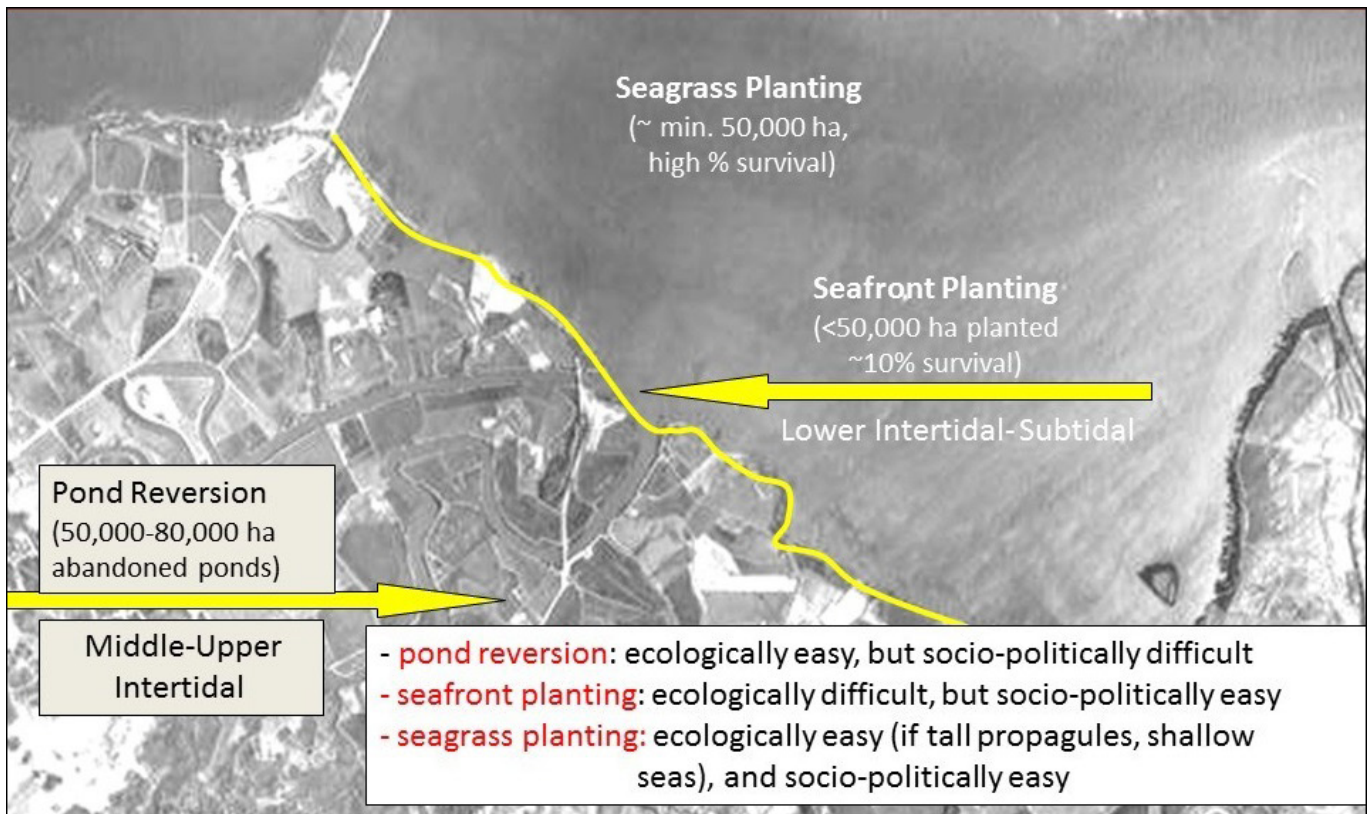 Seagrass Planting
(~ min. 50,000 ha,
high % survival)
Seafront Planting
(<50,000 ha planted
~10% survival)
Lower Intertidal-Subtidal
Pond Reversion
(50,000-80,000 ha
abandoned ponds)
Middle-Upper
Intertidal
- pond reversion: ecologically easy, but socio-politically difficult
- seafront planting: ecologically difficult, but socio-politically easy
- seagrass planting: ecologically easy (if tall propagules, shallow
seas), and socio-politically easy